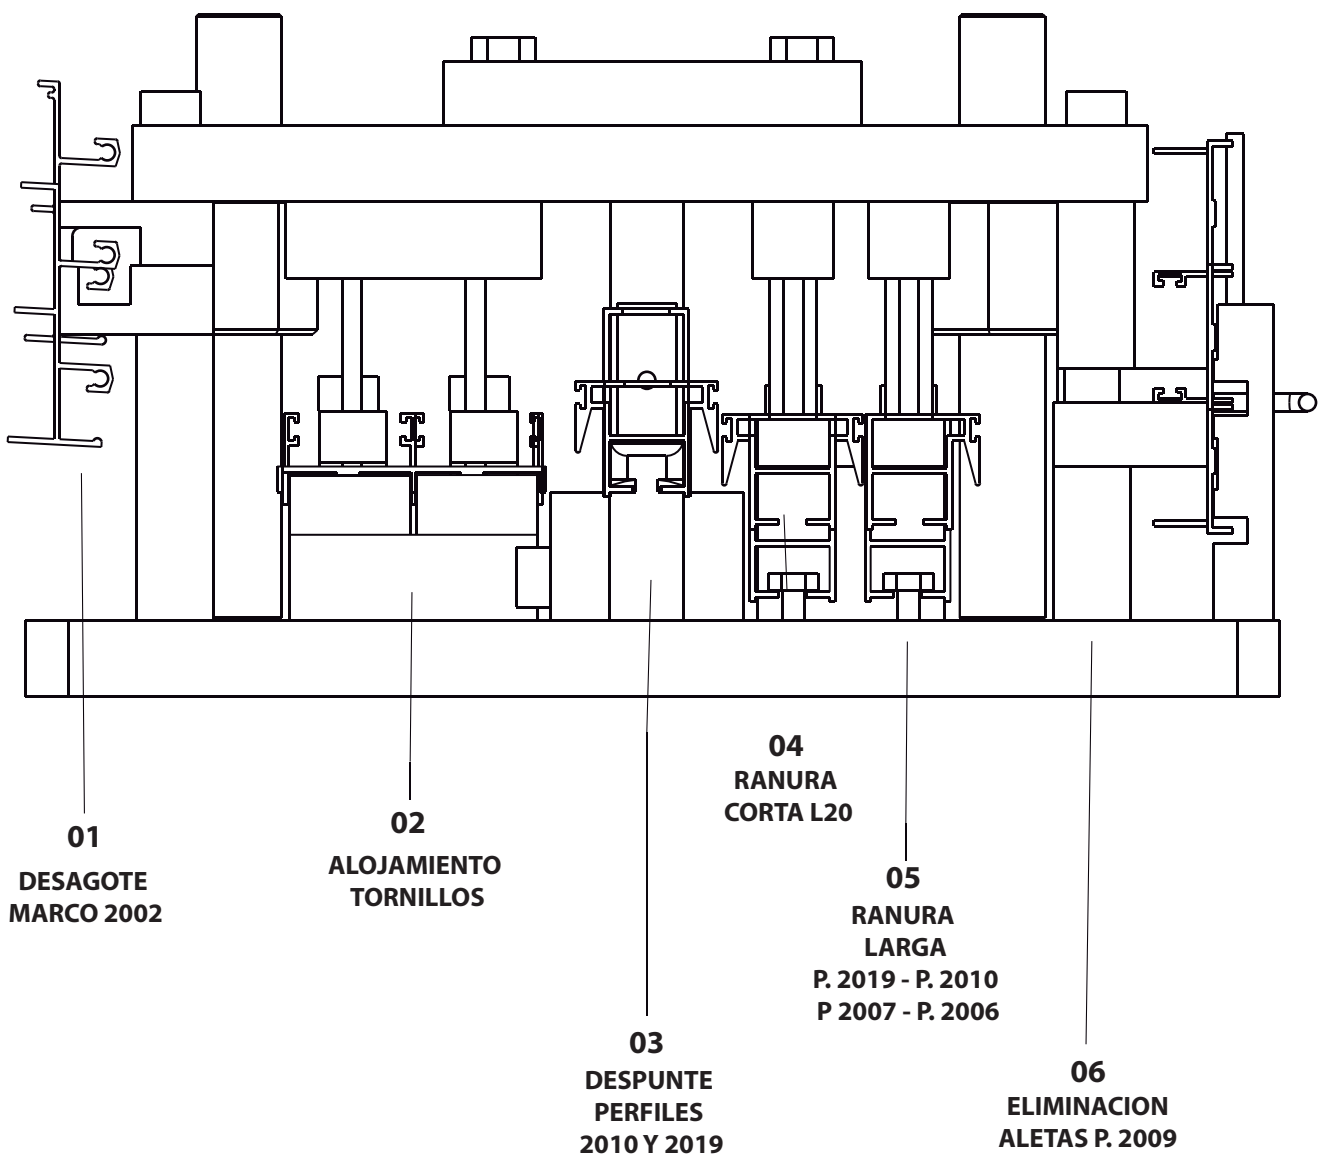 01
DESAGOTE
MARCO 2002
02
ALOJAMIENTO
TORNILLOS
03
DESPUNTE
PERFILES
2010 Y 2019
04
RANURA
CORTA L20
05
RANURA
LARGA
P. 2019 - P. 2010
P 2007 - P. 2006
06
ELIMINACION
ALETAS P. 2009